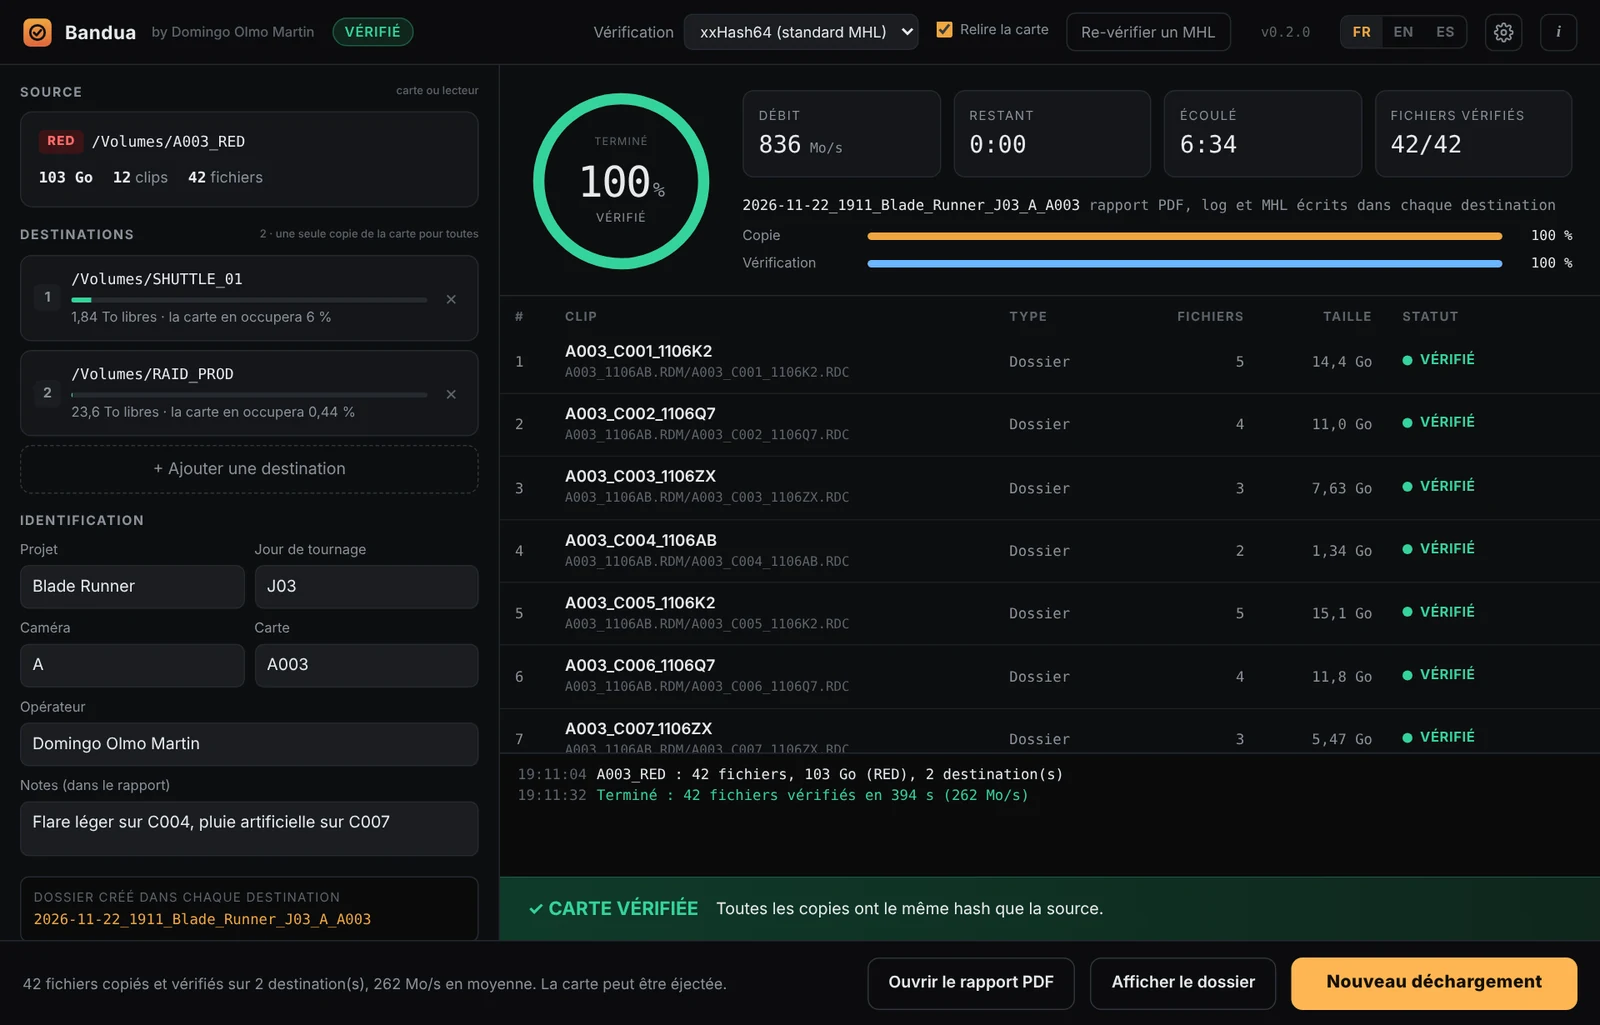 Bandua by Domingo Olmo Martin VÉRIFIÉ Vérification xxHash64 (standard MHL) Relire la carte Re-vérifier un MHL v0.2.0 FR EN ES i
SOURCE carte ou lecteur
RED /Volumes/A003_RED
103 Go 12 clips 42 fichiers
DESTINATIONS 2 · une seule copie de la carte pour toutes
1 /Volumes/SHUTTLE_01
1,84 To libres · la carte en occupera 6 %
2 /Volumes/RAID_PROD
23,6 To libres · la carte en occupera 0,44 %
+ Ajouter une destination
IDENTIFICATION
Projet Jour de tournage
Blade Runner J03
Caméra Carte
A A003
Opérateur
Domingo Olmo Martin
Notes (dans le rapport)
Flare léger sur C004, pluie artificielle sur C007
DOSSIER CRÉÉ DANS CHAQUE DESTINATION
2026-11-22_1911_Blade_Runner_J03_A_A003
TERMINÉ
100%
VÉRIFIÉ
DÉBIT RESTANT ÉCOULÉ FICHIERS VÉRIFIÉS
836 Mo/s 0:00 6:34 42/42
2026-11-22_1911_Blade_Runner_J03_A_A003 rapport PDF, log et MHL écrits dans chaque destination
Copie 100 %
Vérification 100 %
# CLIP TYPE FICHIERS TAILLE STATUT
1 A003_C001_1106K2 Dossier 5 14,4 Go VÉRIFIÉ
A003_1106AB.RDM/A003_C001_1106K2.RDC
2 A003_C002_1106Q7 Dossier 4 11,0 Go VÉRIFIÉ
A003_1106AB.RDM/A003_C002_1106Q7.RDC
3 A003_C003_1106ZX Dossier 3 7,63 Go VÉRIFIÉ
A003_1106AB.RDM/A003_C003_1106ZX.RDC
4 A003_C004_1106AB Dossier 2 1,34 Go VÉRIFIÉ
A003_1106AB.RDM/A003_C004_1106AB.RDC
5 A003_C005_1106K2 Dossier 5 15,1 Go VÉRIFIÉ
A003_1106AB.RDM/A003_C005_1106K2.RDC
6 A003_C006_1106Q7 Dossier 4 11,8 Go VÉRIFIÉ
A003_1106AB.RDM/A003_C006_1106Q7.RDC
7 A003_C007_1106ZX Dossier 3 5,47 Go VÉRIFIÉ
A003_1106AB.RDM/A003_C007_1106ZX.RDC
19:11:04 A003_RED : 42 fichiers, 103 Go (RED), 2 destination(s)
19:11:32 Terminé : 42 fichiers vérifiés en 394 s (262 Mo/s)
✓ CARTE VÉRIFIÉE Toutes les copies ont le même hash que la source.
42 fichiers copiés et vérifiés sur 2 destination(s), 262 Mo/s en moyenne. La carte peut être éjectée. Ouvrir le rapport PDF Afficher le dossier Nouveau déchargement